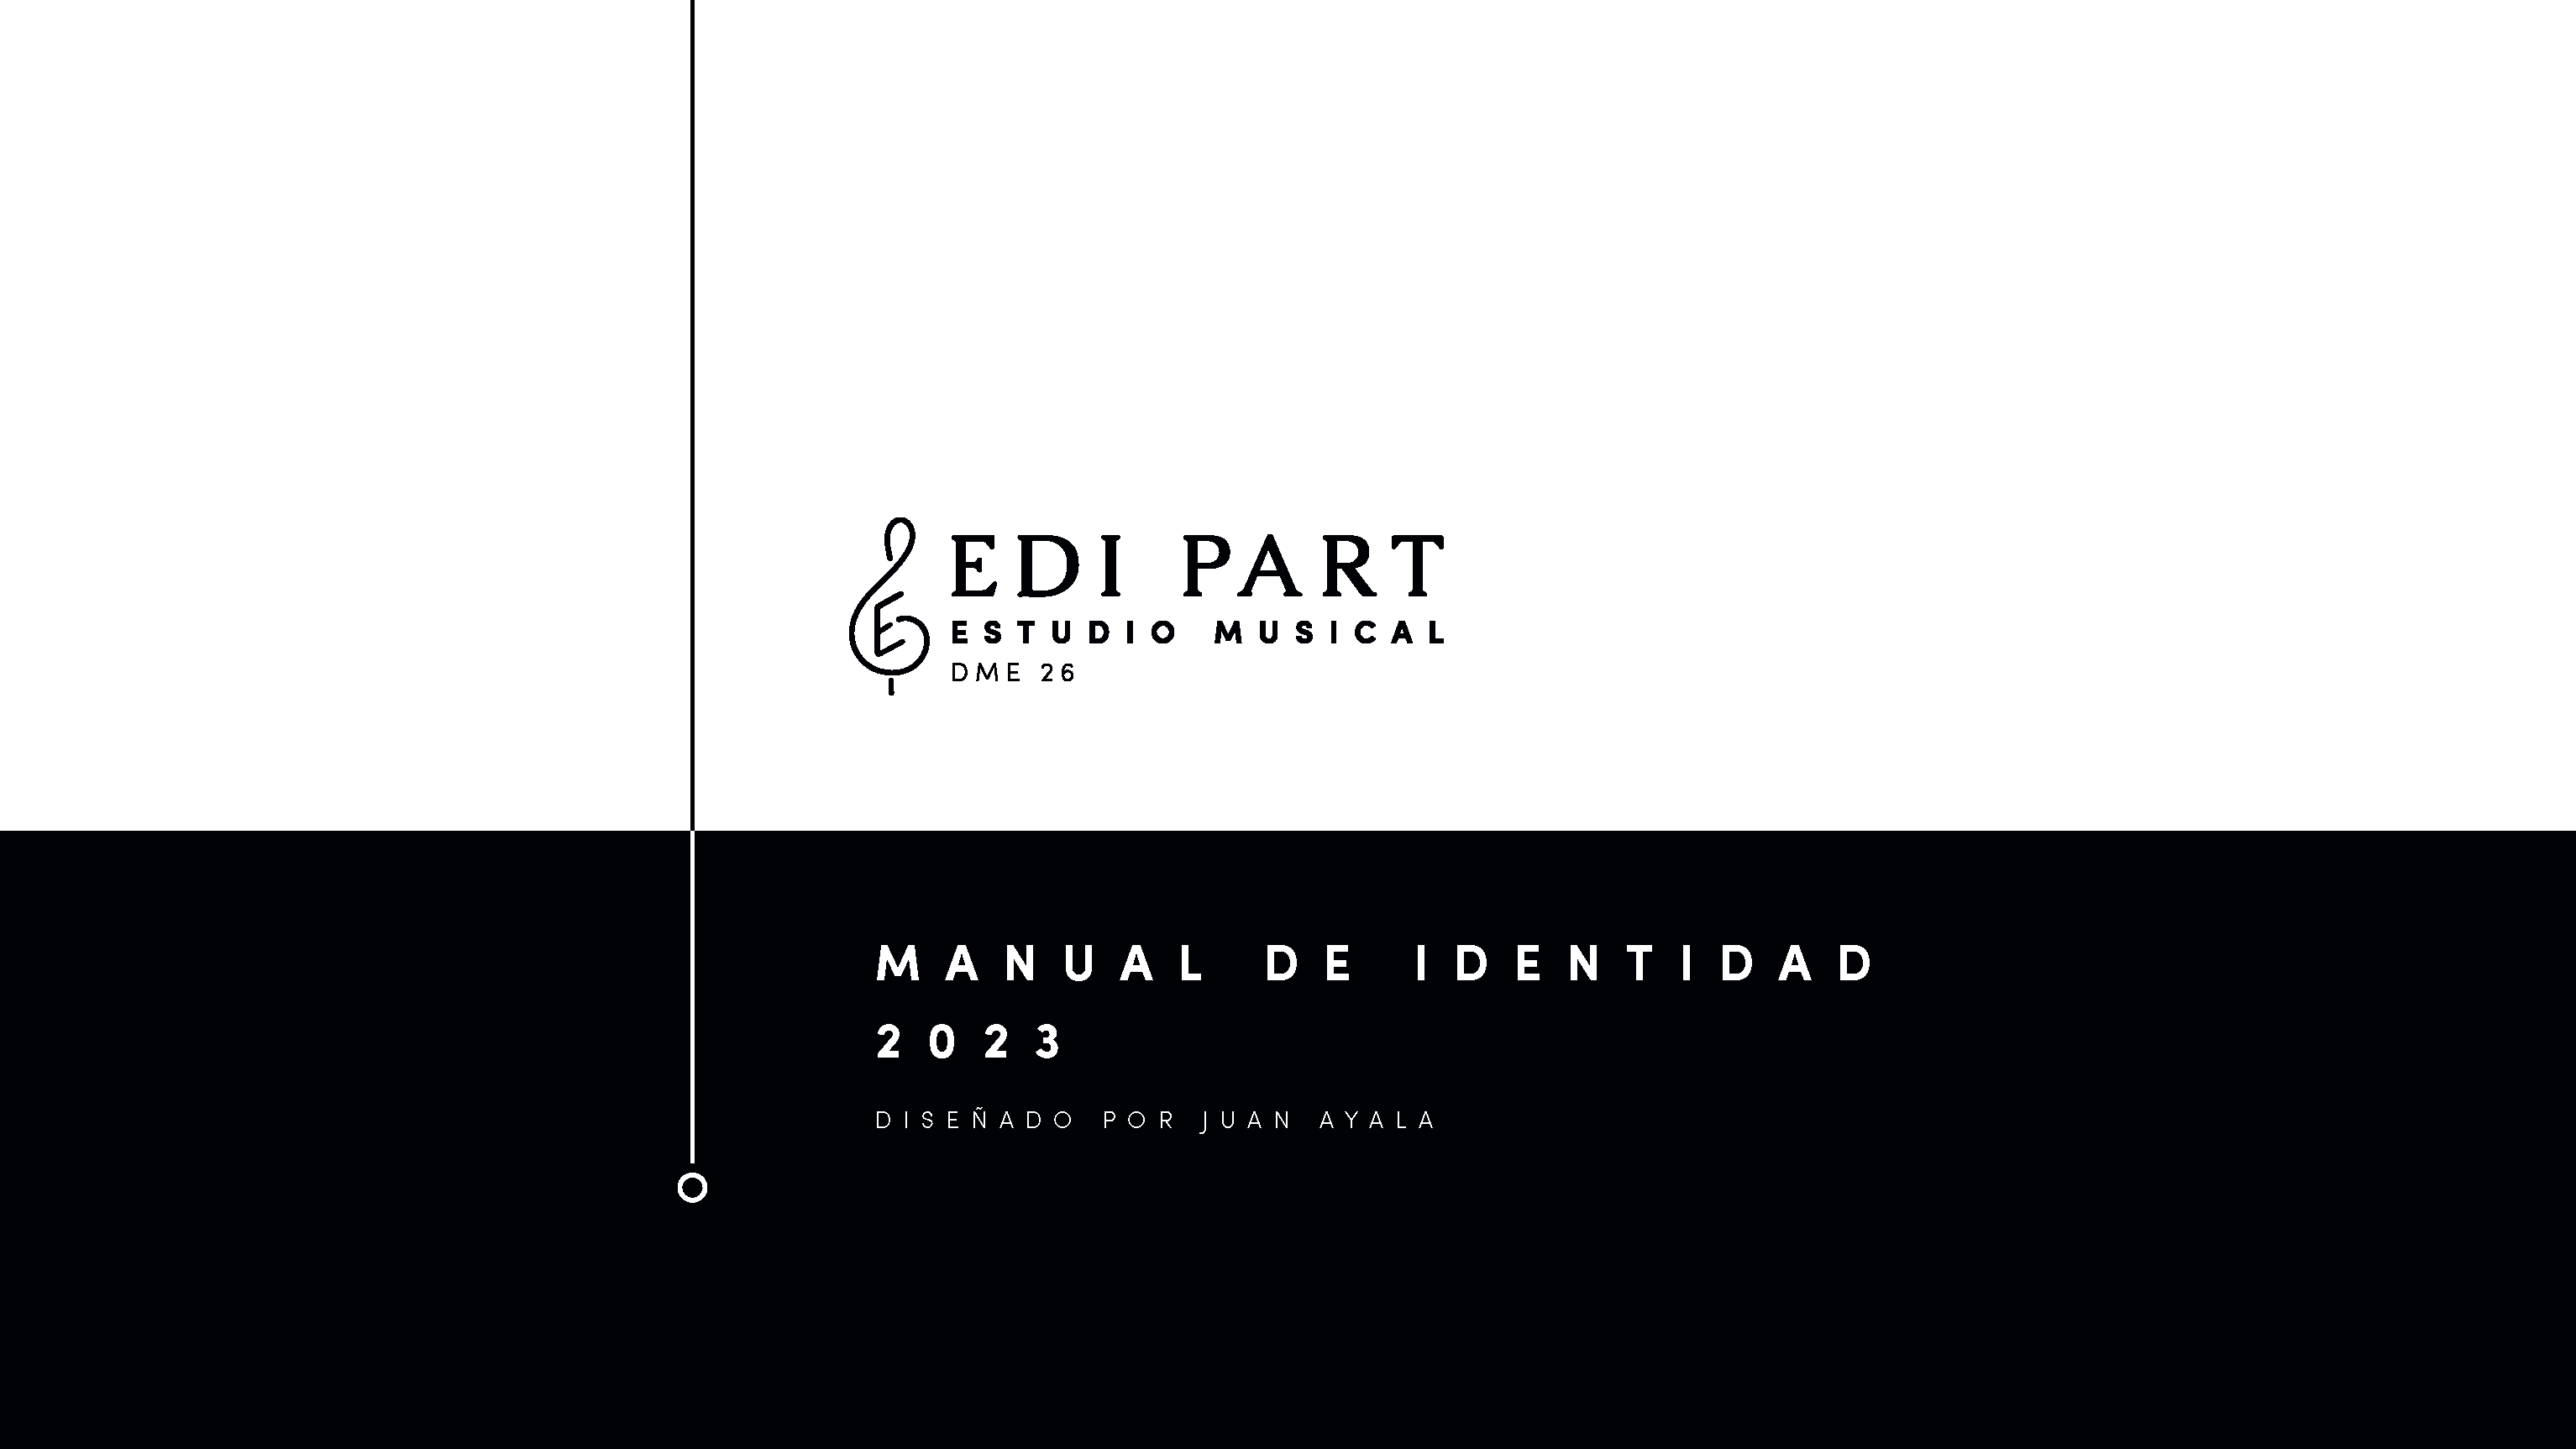 EDI PART
ESTUDIO MUSICAL
DME 26
MANUAL DE IDENTIDAD
2023
DISEÑADO POR JUAN AYALA